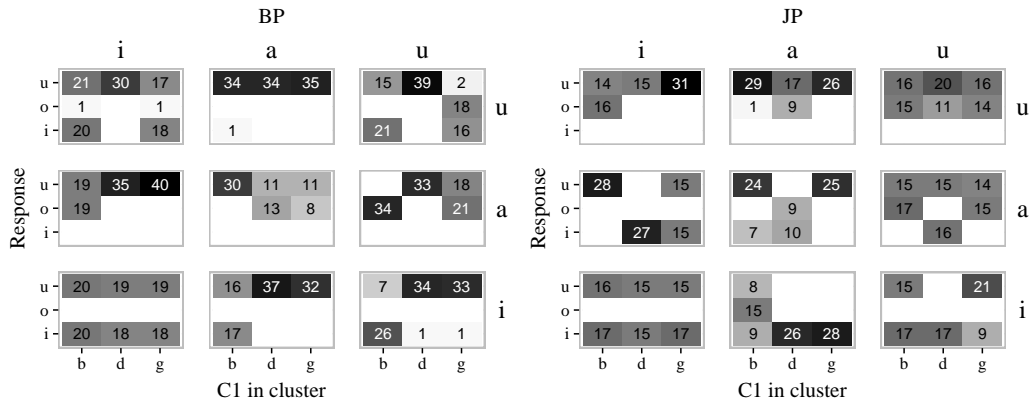 BP JP
i a u i a u
u 21 30 17 34 34 35 15 39 2 u 14 15 31 29 17 26 16 20 16
o 1 1 18 u o 16 1 9 15 11 14 u
i 20 18 1 21 16 i
u 19 35 40 30 11 11 33 18 u 28 15 24 25 15 15 14
o 19 13 8 34 21 a o 9 17 15 a
i i 27 15 7 10 16
Response Response
u 20 19 19 16 37 32 7 34 33 u 16 15 15 8 15 21
o i o 15 i
i 20 18 18 17 26 1 1 i 17 15 17 9 26 28 17 17 9
b d g b d g b d g b d g b d g b d g
C1 in cluster C1 in cluster